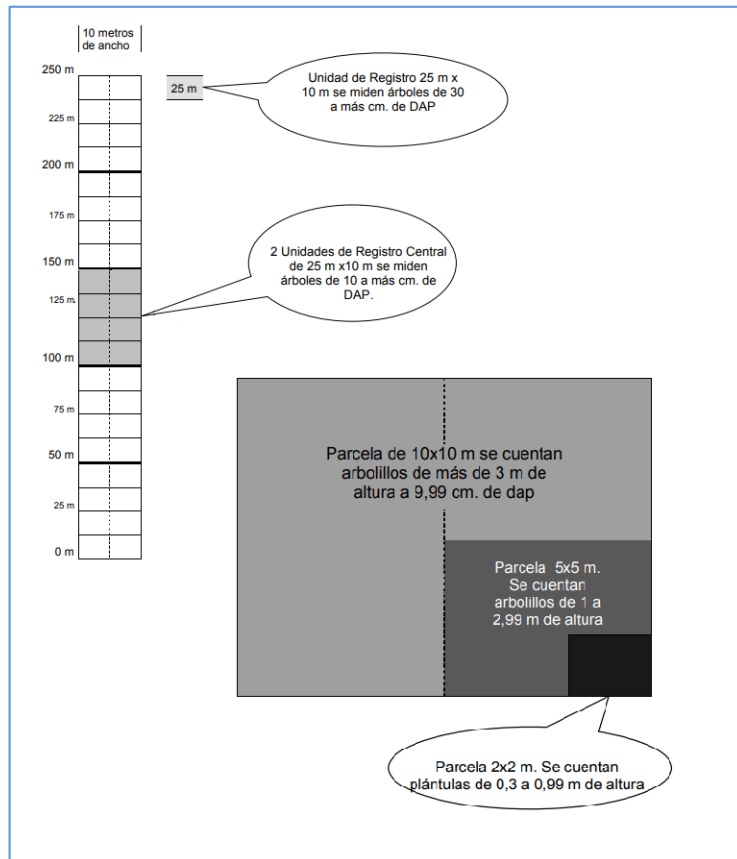 10 metros
de ancho
250 m
25 m
Unidad de Registro 25 m x
10 m se miden árboles de 30
a más cm. de DAP
225 m
200 m
175 m
2 Unidades de Registro Central
de 25 m x10 m se miden
árboles de 10 a más cm. de
DAP.
150 m
125 m.
100 m
75 m
50 m
25 m
0 m
Parcela de 10x10 m se cuentan
arbolillos de más de 3 m de
altura a 9,99 cm. de dap
Parcela 5x5 m.
Se cuentan
arbolillos de 1 a
2,99 m de altura
Parcela 2x2 m. Se cuentan
plántulas de 0,3 a 0,99 m de altura